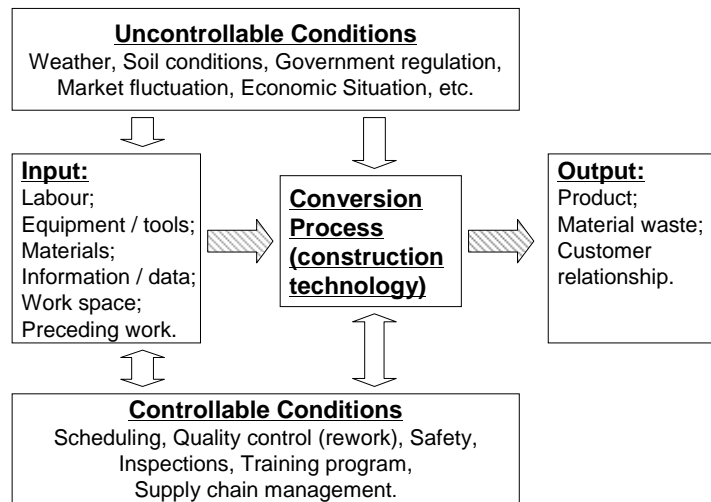 Uncontrollable Conditions
Weather, Soil conditions, Government regulation,
Market fluctuation, Economic Situation, etc.
Input:
Labour;
Equipment / tools;
Materials;
Information / data;
Work space;
Preceding work.
Conversion
Process
(construction
technology)
Output:
Product;
Material waste;
Customer
relationship.
Controllable Conditions
Scheduling, Quality control (rework), Safety,
Inspections, Training program,
Supply chain management.